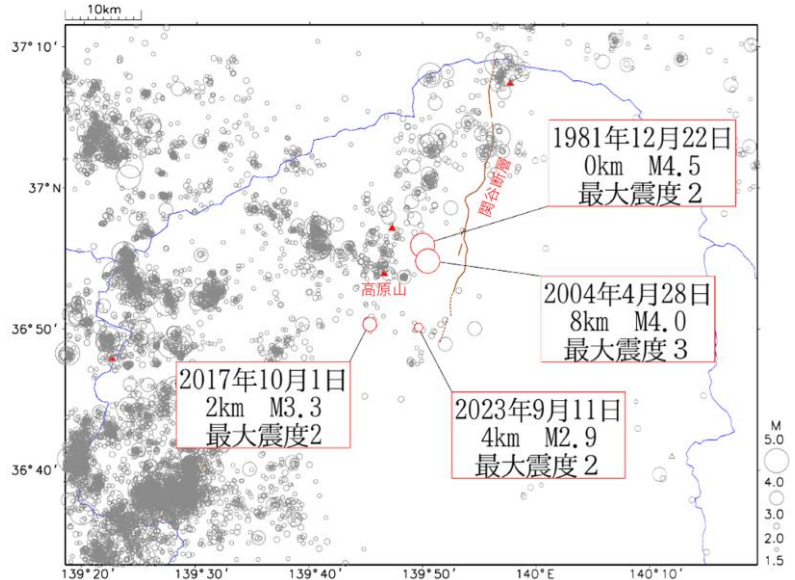 10km
37°10′
1981年12月22日
0km M4.5
最大震度2
37°N
関谷断層
高原山
2004年4月28日
8km M4.0
最大震度3
36°50′
2017年10月1日
2km M3.3
最大震度2
2023年9月11日
4km M2.9
最大震度2
36°40′
M
5.0
4.0
3.0
2.0
1.5
139°20′ 139°30′ 139°40′ 139°50′ 140°E 140°10′